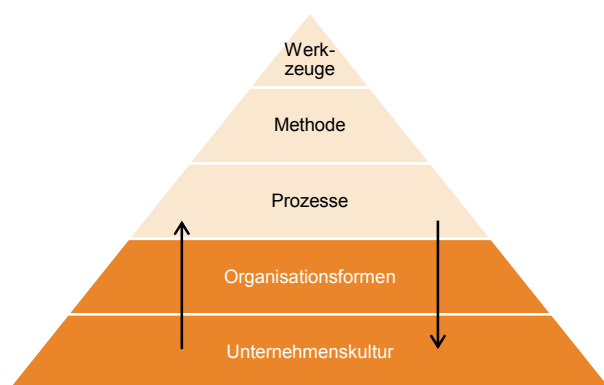 Werk-
zeuge
Methode
Prozesse
Organisationsformen
Unternehmenskultur